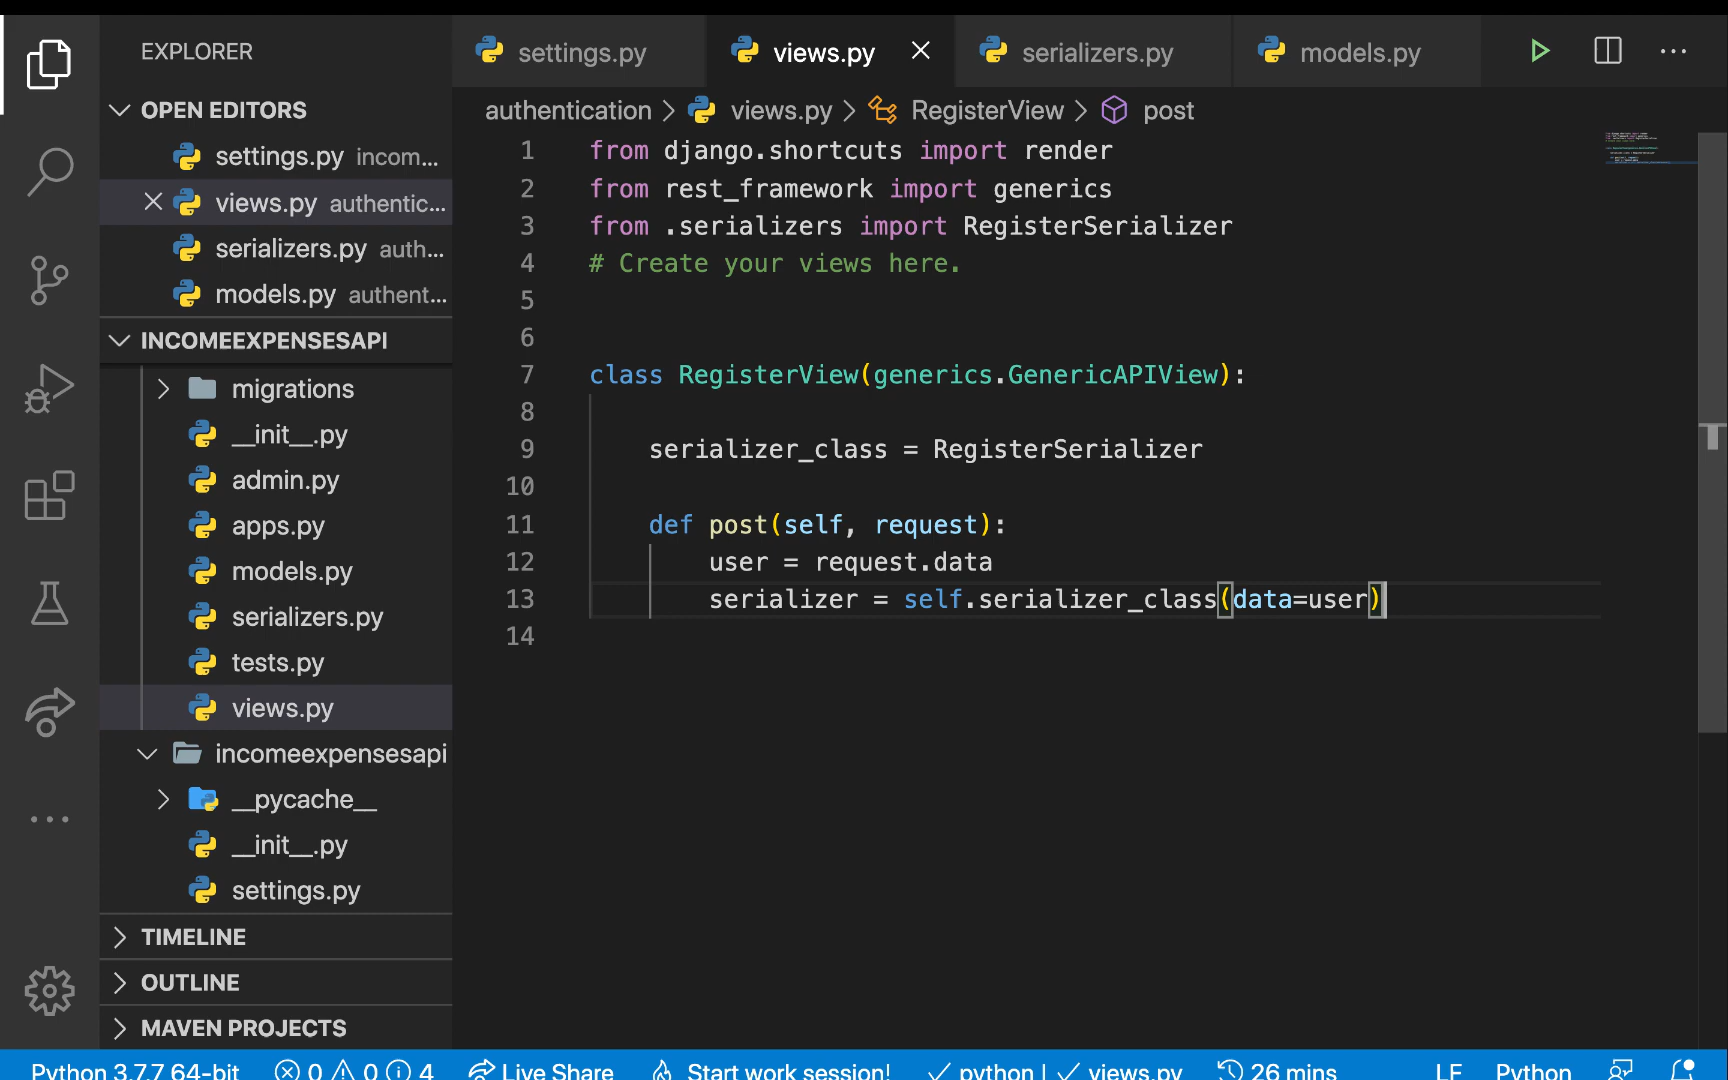 EXPLORER
OPEN EDITORS
settings.py incom...
views.py authentic...
serializers.py auth...
models.py authent...
INCOMEEXPENSESAPI
migrations
__init__.py
admin.py
apps.py
models.py
serializers.py
tests.py
views.py
incomeexpensesapi
__pycache__
__init__.py
settings.py
TIMELINE
OUTLINE
MAVEN PROJECTS
settings.py views.py serializers.py models.py
authentication > views.py > RegisterView > post
1 from django.shortcuts import render
2 from rest_framework import generics
3 from .serializers import RegisterSerializer
4 # Create your views here.
5
6
7 class RegisterView(generics.GenericAPIView):
8
9 serializer_class = RegisterSerializer
10
11 def post(self, request):
12 user = request.data
13 serializer = self.serializer_class(data=user)
14
Python 3.7.7 64-bit 0 0 4 Live Share Start work session! python | views.py 26 mins LF Python